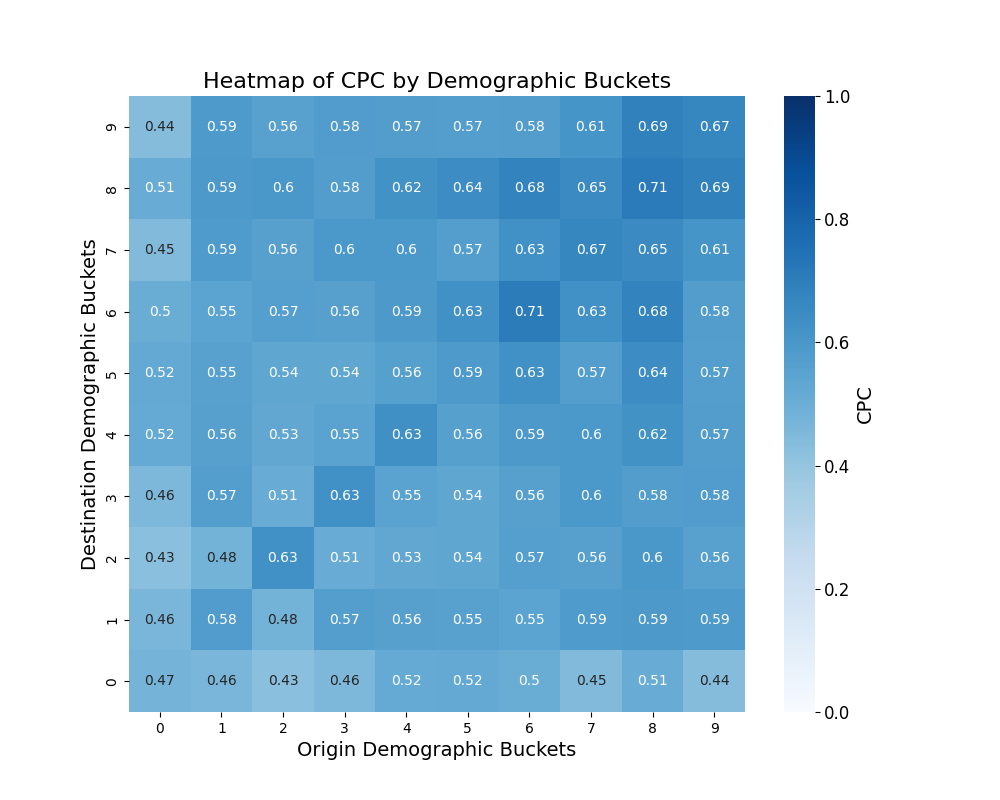 Heatmap of CPC by Demographic Buckets
9 0.44 0.59 0.56 0.58 0.57 0.57 0.58 0.61 0.69 0.67
8 0.51 0.59 0.6 0.58 0.62 0.64 0.68 0.65 0.71 0.69
7 0.45 0.59 0.56 0.6 0.6 0.57 0.63 0.67 0.65 0.61
6 0.5 0.55 0.57 0.56 0.59 0.63 0.71 0.63 0.68 0.58
5 0.52 0.55 0.54 0.54 0.56 0.59 0.63 0.57 0.64 0.57
4 0.52 0.56 0.53 0.55 0.63 0.56 0.59 0.6 0.62 0.57
3 0.46 0.57 0.51 0.63 0.55 0.54 0.56 0.6 0.58 0.58
2 0.43 0.48 0.63 0.51 0.53 0.54 0.57 0.56 0.6 0.56
1 0.46 0.58 0.48 0.57 0.56 0.55 0.55 0.59 0.59 0.59
0 0.47 0.46 0.43 0.46 0.52 0.52 0.5 0.45 0.51 0.44
0 1 2 3 4 5 6 7 8 9
Origin Demographic Buckets
Destination Demographic Buckets
1.0
0.8
0.6
0.4
0.2
0.0
CPC